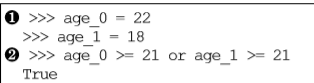 ❶ >>> age_0 = 22
>>> age_1 = 18
❷ >>> age_0 >= 21 or age_1 >= 21
True